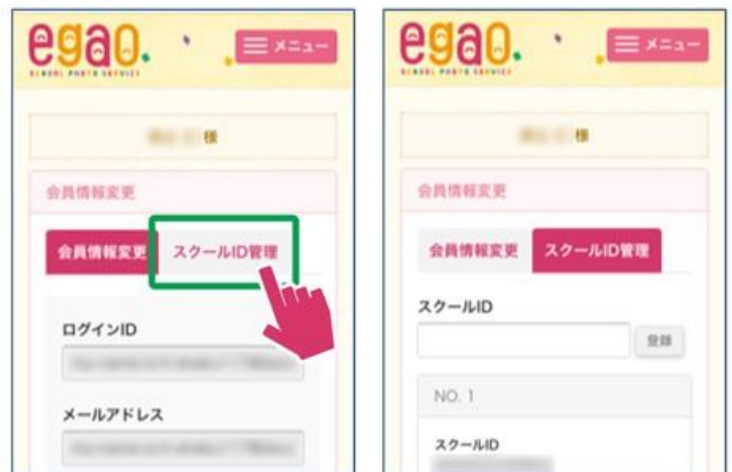 egao.
SCHOOL PHOTO SERVICE
メニュー
様
会員情報変更
会員情報変更
スクールID管理
ログインID
メールアドレス
egao.
SCHOOL PHOTO SERVICE
メニュー
様
会員情報変更
会員情報変更
スクールID管理
スクールID
登録
NO. 1
スクールID